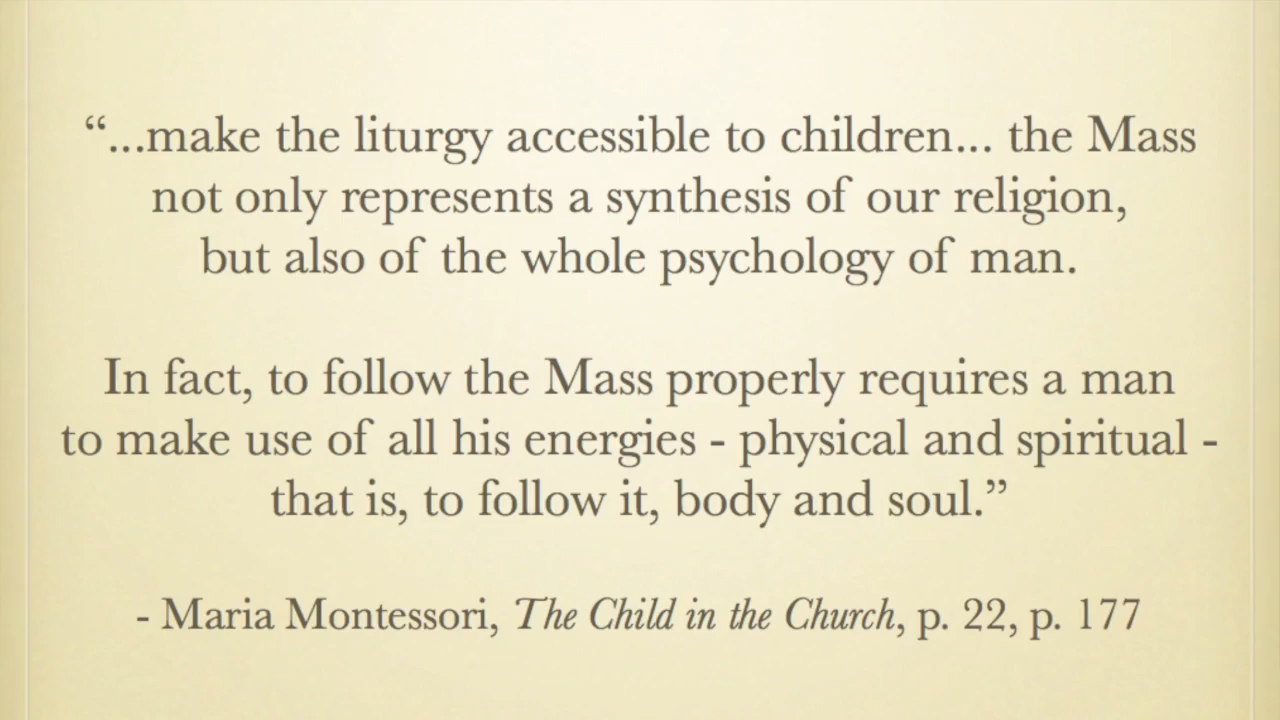 “...make the liturgy accessible to children... the Mass
not only represents a synthesis of our religion,
but also of the whole psychology of man.
In fact, to follow the Mass properly requires a man
to make use of all his energies - physical and spiritual -
that is, to follow it, body and soul.”
- Maria Montessori, The Child in the Church, p. 22, p. 177